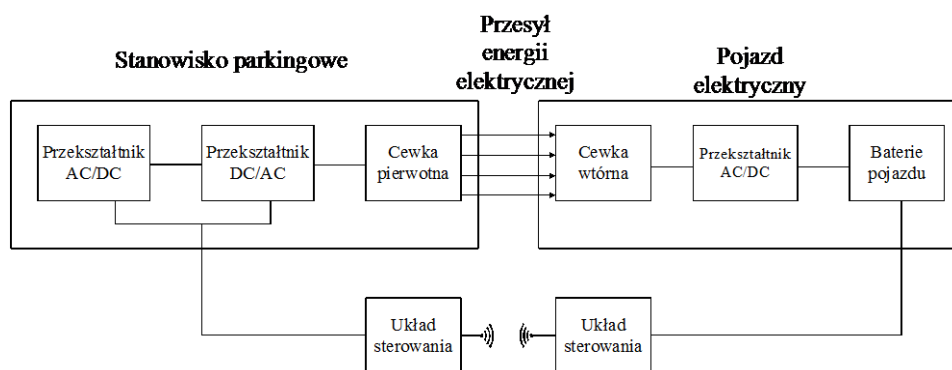 Stanowisko parkingowe
Przesył
energii
elektrycznej
Pojazd
elektryczny
Przekształtnik
AC/DC
Przekształtnik
DC/AC
Cewka
pierwotna
Cewka
wtórna
Przekształtnik
AC/DC
Baterie
pojazdu
Układ
sterowania
Układ
sterowania